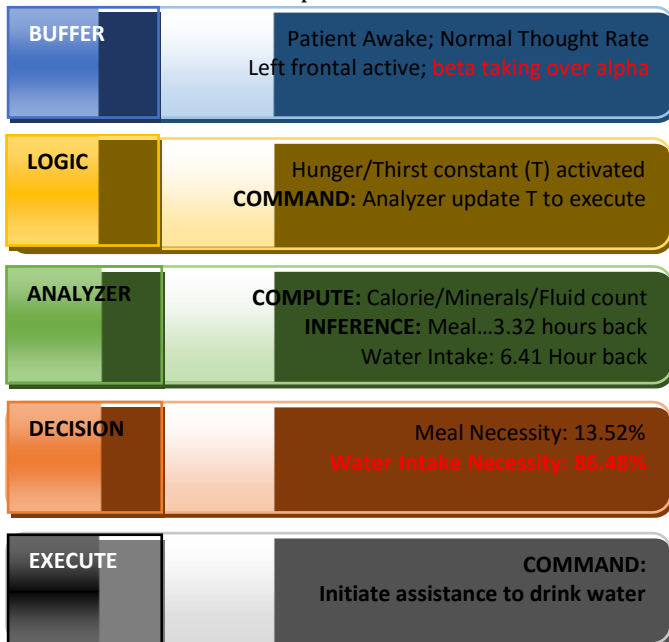 BUFFER
Patient Awake; Normal Thought Rate
Left frontal active; beta taking over alpha
LOGIC
Hunger/Thirst constant (T) activated
COMMAND: Analyzer update T to execute
ANALYZER
COMPUTE: Calorie/Minerals/Fluid count
INFERENCE: Meal...3.32 hours back
Water Intake: 6.41 Hour back
DECISION
Meal Necessity: 13.52%
Water Intake Necessity: 86.48%
EXECUTE
COMMAND:
Initiate assistance to drink water